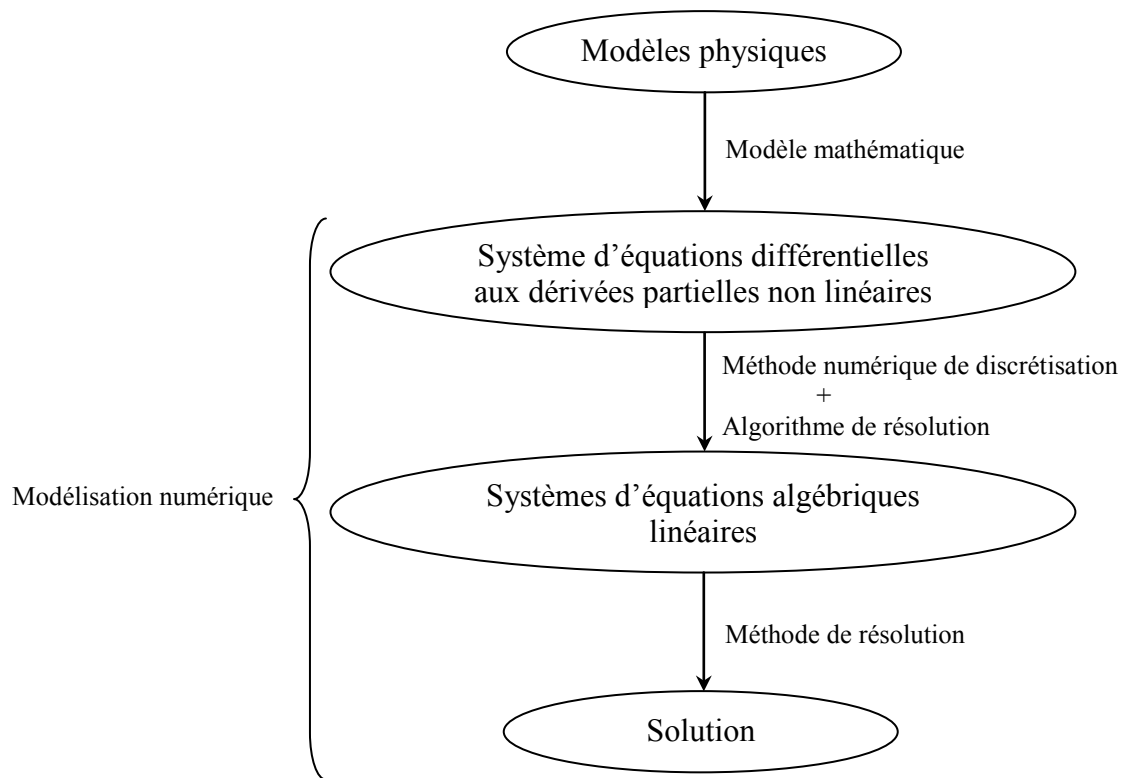 Modèles physiques
Modèle mathématique
Système d’équations différentielles
aux dérivées partielles non linéaires
Méthode numérique de discrétisation
+
Algorithme de résolution
Modélisation numérique
Systèmes d’équations algébriques
linéaires
Méthode de résolution
Solution